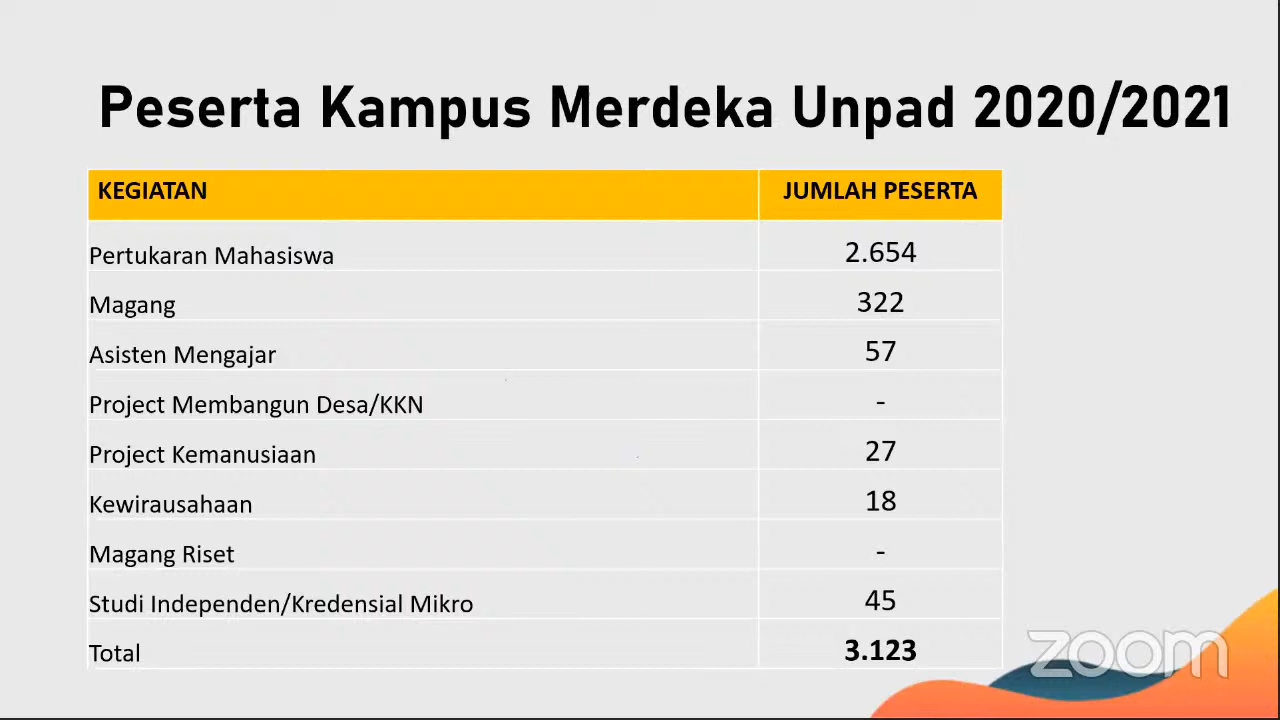 Peserta Kampus Merdeka Unpad 2020/2021
KEGIATAN JUMLAH PESERTA
Pertukaran Mahasiswa 2.654
Magang 322
Asisten Mengajar 57
Project Membangun Desa/KKN -
Project Kemanusiaan 27
Kewirausahaan 18
Magang Riset -
Studi Independen/Kredensial Mikro 45
Total 3.123
zoom